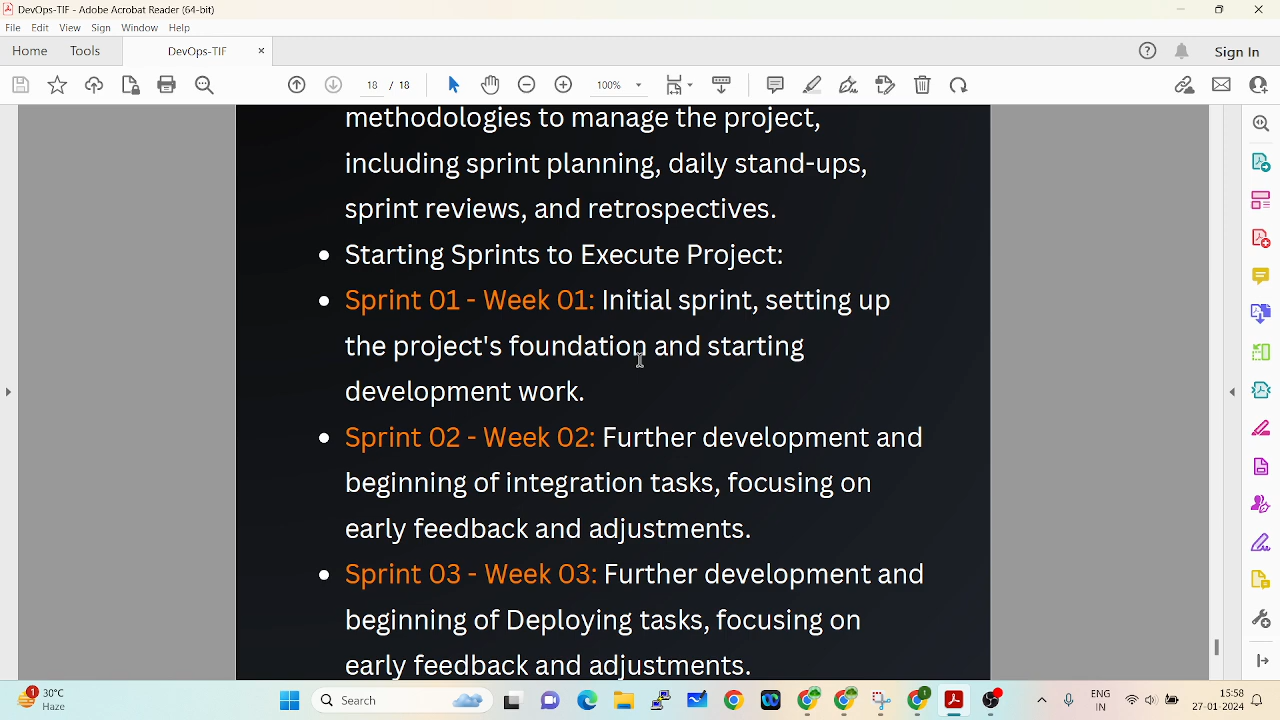 DevOps-TIF - Adobe Acrobat Reader (64-bit)
File Edit View Sign Window Help
Home Tools DevOps-TIF × Sign In
18 / 18 100%
methodologies to manage the project,
including sprint planning, daily stand-ups,
sprint reviews, and retrospectives.
• Starting Sprints to Execute Project:
• Sprint 01 - Week 01: Initial sprint, setting up
the project's foundation and starting
development work.
• Sprint 02 - Week 02: Further development and
beginning of integration tasks, focusing on
early feedback and adjustments.
• Sprint 03 - Week 03: Further development and
beginning of Deploying tasks, focusing on
early feedback and adjustments.
1 30°C
Haze
Search
1
ENG
IN
15:38
27-01-2024